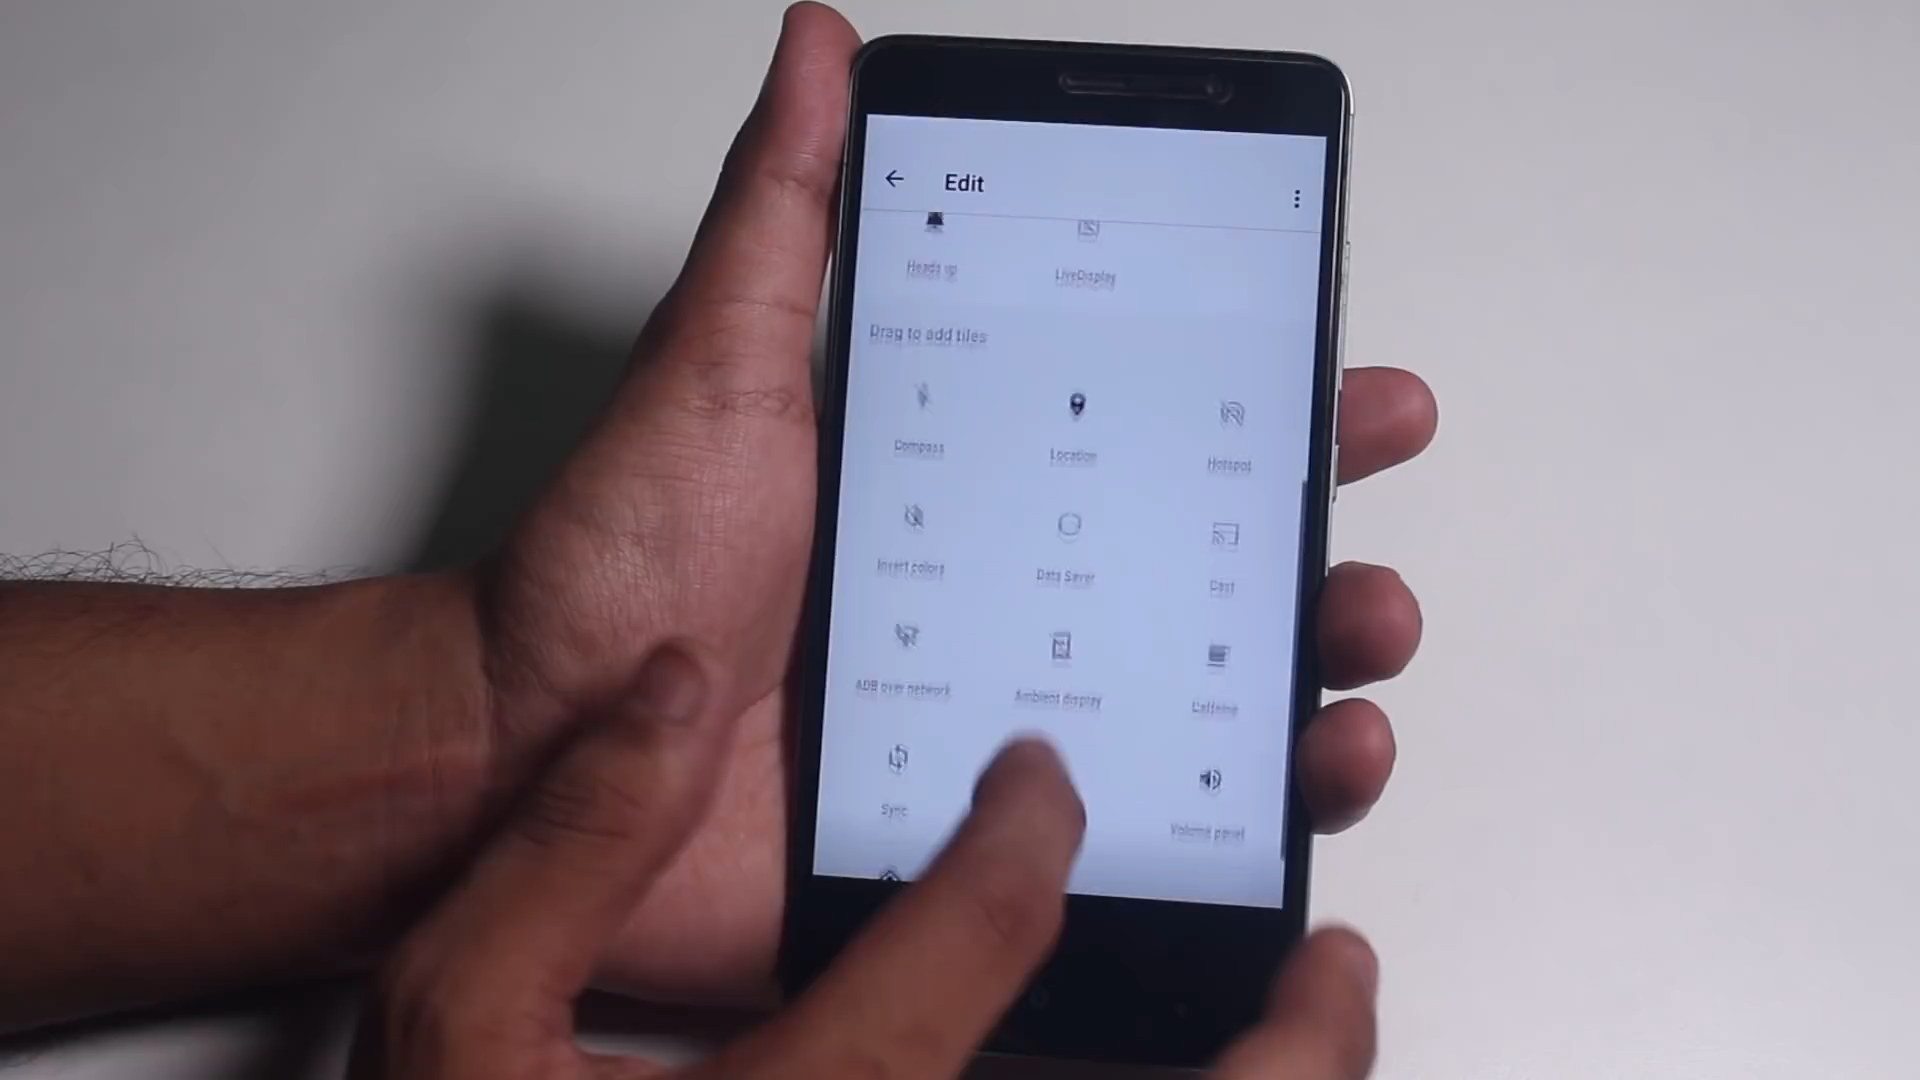 Edit
Heads up
LiveDisplay
Drag to add tiles
Compass
Location
Hotspot
Invert colors
Data Saver
Cast
ADB over network
Ambient display
Caffeine
Sync
Volume panel